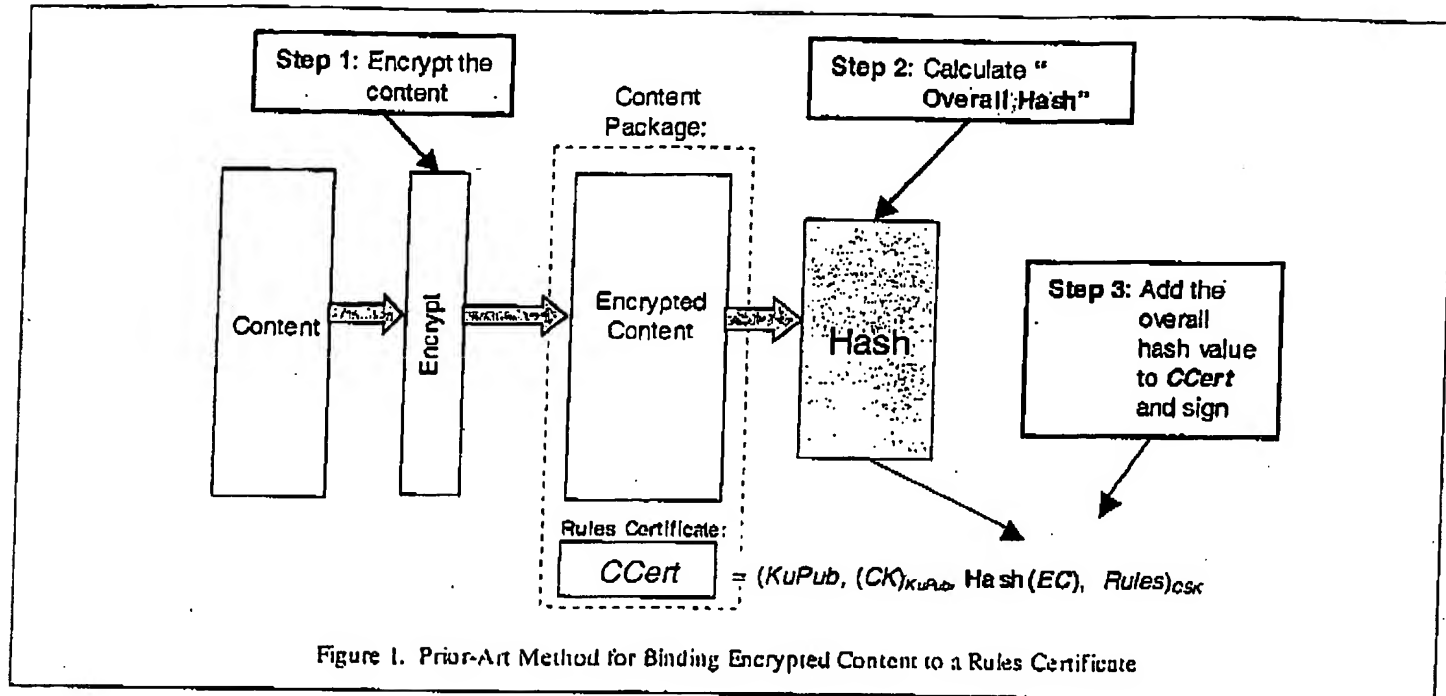 Step 1: Encrypt the
content
Step 2: Calculate "
Overall Hash"
Content
Package:
Content
Encrypt
Encrypted
Content
Hash
Step 3: Add the
overall
hash value
to CCert
and sign
Rules Certificate:
CCert = (KuPub, (CK)KuPub, Hash(EC), Rules)CSK
Figure 1. Prior-Art Method for Binding Encrypted Content to a Rules Certificate